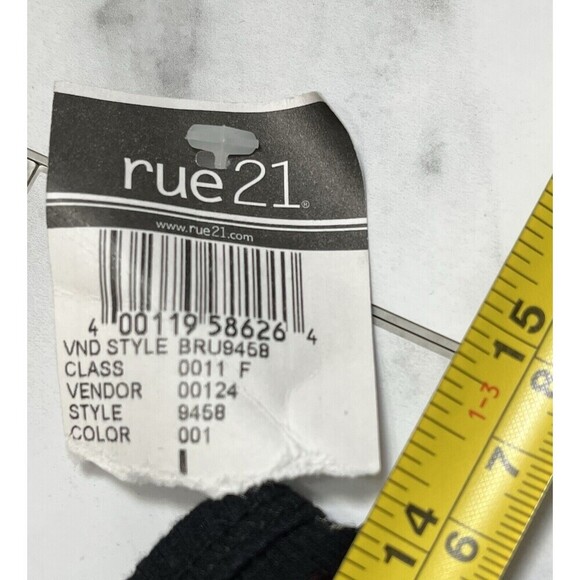 rue21®
www.rue21.com
4 00119 58626 4
VND STYLE BRU9458
CLASS 0011 F
VENDOR 00124
STYLE 9458
COLOR 001
15
14
1-3
8
7
6